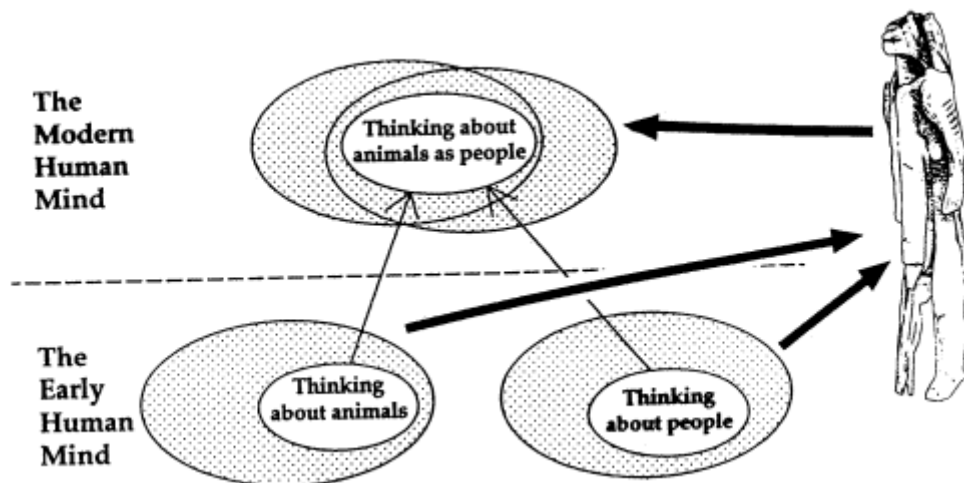 The
Modern
Human
Mind
Thinking about
animals as people
The
Early
Human
Mind
Thinking
about animals
Thinking
about people